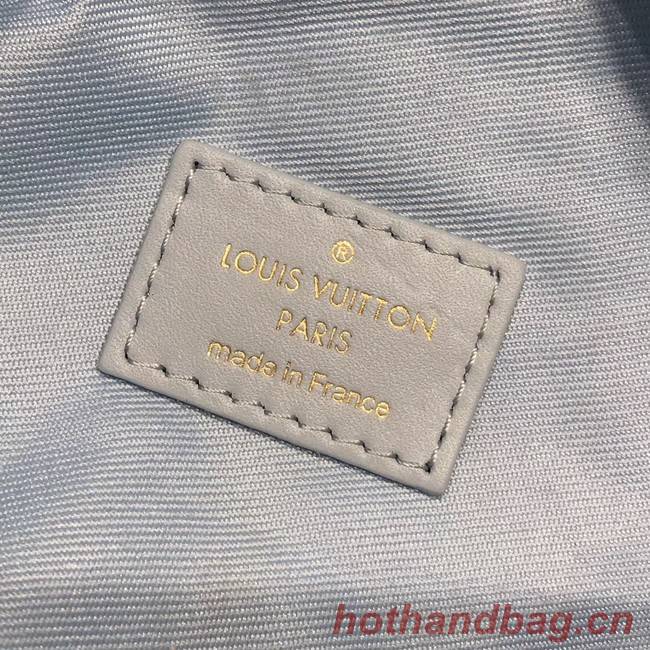 ®
LOUIS VUITTON
PARIS
made in France
hothandbag.cn